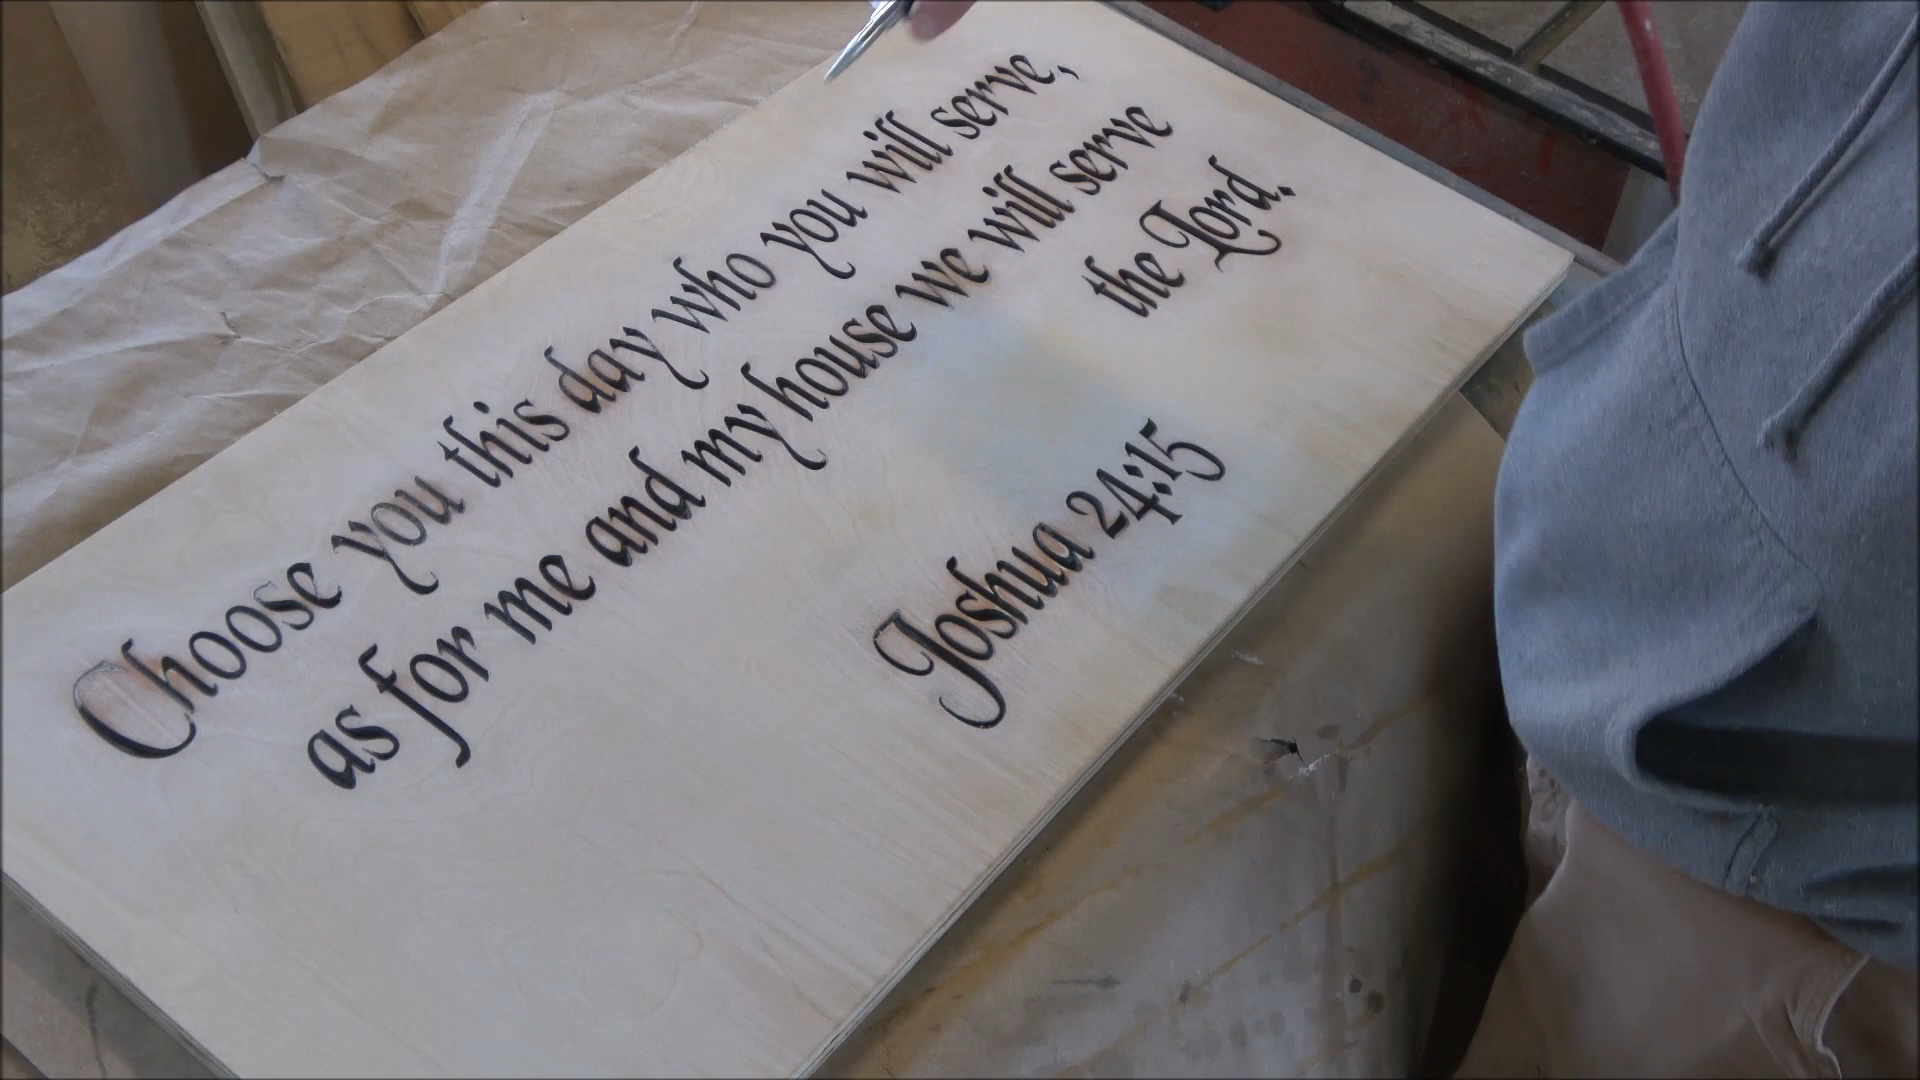 Choose you this day who you will serve,
as for me and my house we will serve
the Lord.
Joshua 24:15